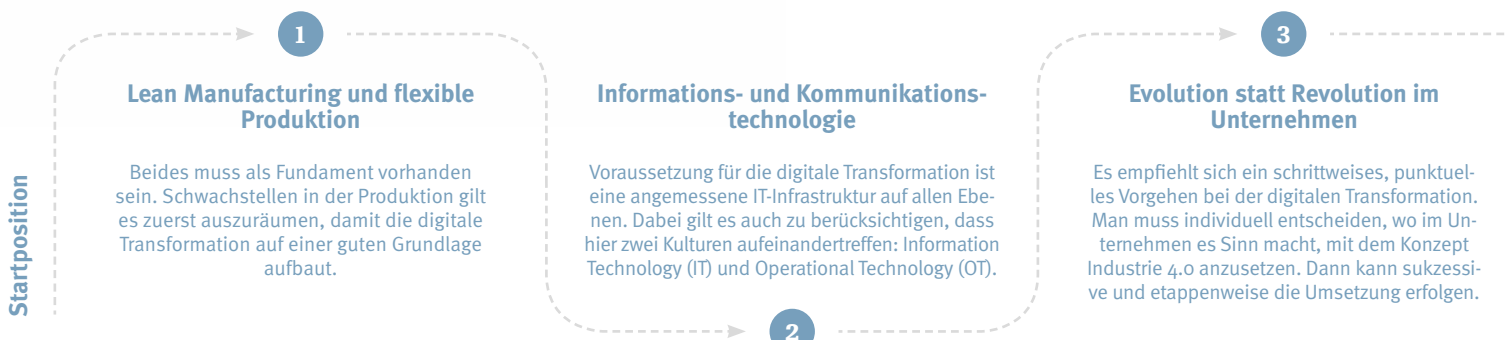 Startposition
1
Lean Manufacturing und flexible
Produktion
Beides muss als Fundament vorhanden
sein. Schwachstellen in der Produktion gilt
es zuerst auszuräumen, damit die digitale
Transformation auf einer guten Grundlage
aufbaut.
Informations- und Kommunikations-
technologie
Voraussetzung für die digitale Transformation ist
eine angemessene IT-Infrastruktur auf allen Ebe-
nen. Dabei gilt es auch zu berücksichtigen, dass
hier zwei Kulturen aufeinandertreffen: Information
Technology (IT) und Operational Technology (OT).
2
3
Evolution statt Revolution im
Unternehmen
Es empfiehlt sich ein schrittweises, punktuel-
les Vorgehen bei der digitalen Transformation.
Man muss individuell entscheiden, wo im Un-
ternehmen es Sinn macht, mit dem Konzept
Industrie 4.0 anzusetzen. Dann kann sukzessi-
ve und etappenweise die Umsetzung erfolgen.